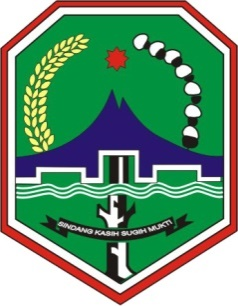 SINDANG KASIH SUGIH MUKTI